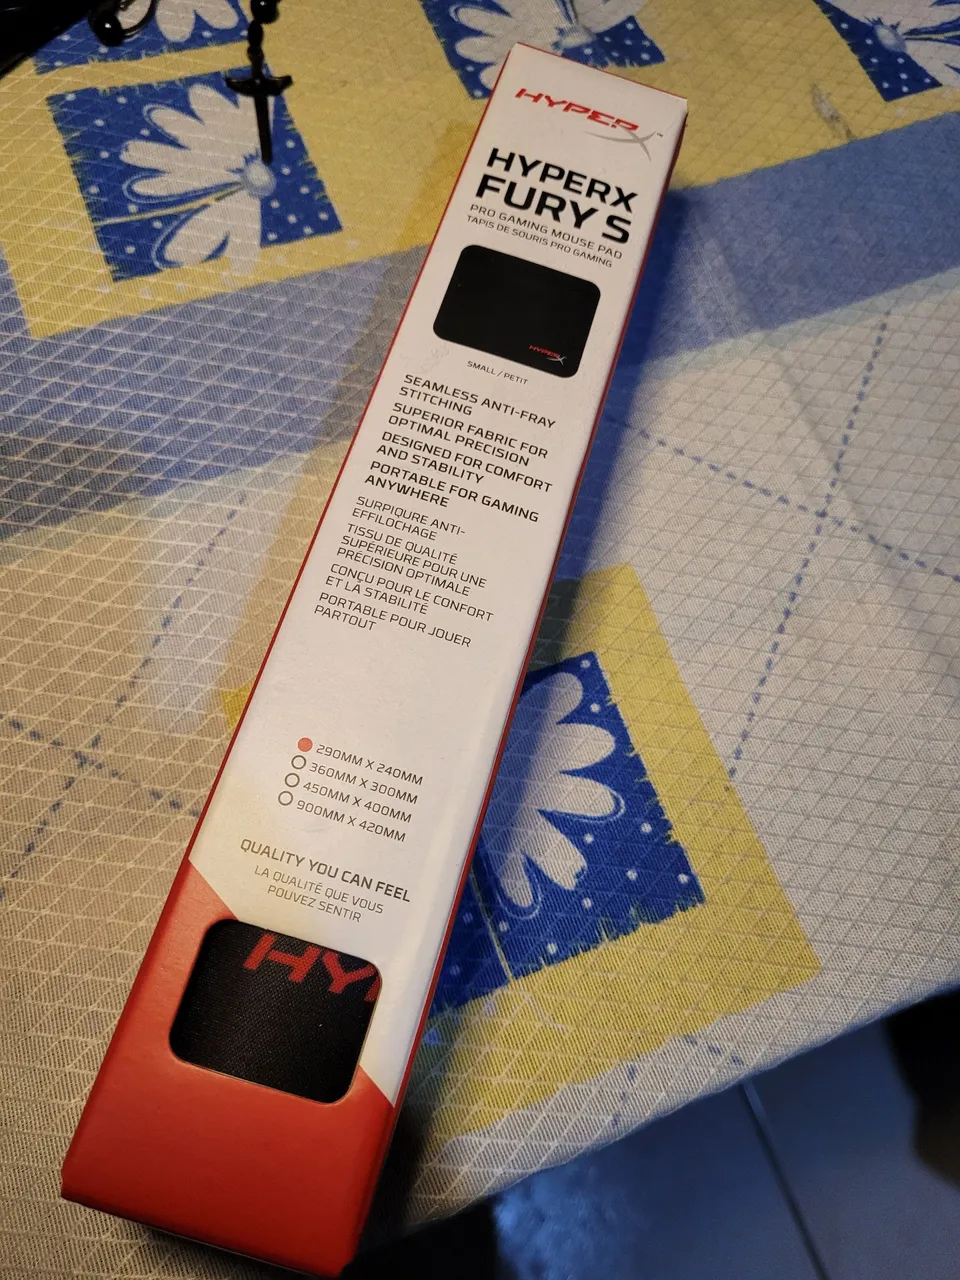 HYPERX™
HYPERX
FURY S
PRO GAMING MOUSE PAD
TAPIS DE SOURIS PRO GAMING
HYPERX
SMALL / PETIT
SEAMLESS ANTI-FRAY
STITCHING
SUPERIOR FABRIC FOR
OPTIMAL PRECISION
DESIGNED FOR COMFORT
AND STABILITY
PORTABLE FOR GAMING
ANYWHERE
SURPIQURE ANTI-
EFFILOCHAGE
TISSU DE QUALITÉ
SUPÉRIEURE POUR UNE
PRÉCISION OPTIMALE
CONÇU POUR LE CONFORT
ET LA STABILITÉ
PORTABLE POUR JOUER
PARTOUT
290MM X 240MM
360MM X 300MM
450MM X 400MM
900MM X 420MM
QUALITY YOU CAN FEEL
LA QUALITÉ QUE VOUS
POUVEZ SENTIR
HY